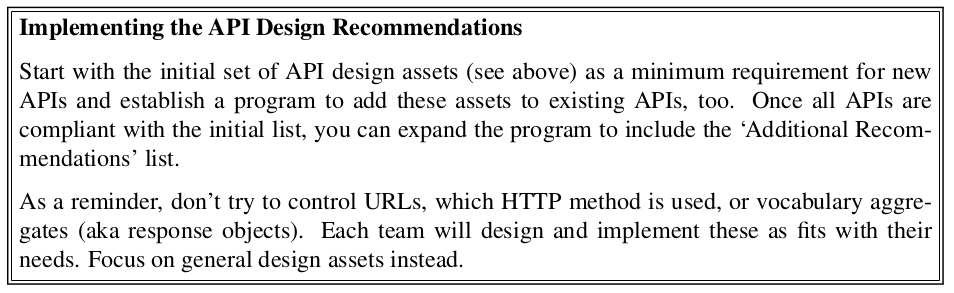 Implementing the API Design Recommendations
Start with the initial set of API design assets (see above) as a minimum requirement for new
APIs and establish a program to add these assets to existing APIs, too. Once all APIs are
compliant with the initial list, you can expand the program to include the ‘Additional Recom-
mendations’ list.
As a reminder, don’t try to control URLs, which HTTP method is used, or vocabulary aggre-
gates (aka response objects). Each team will design and implement these as fits with their
needs. Focus on general design assets instead.